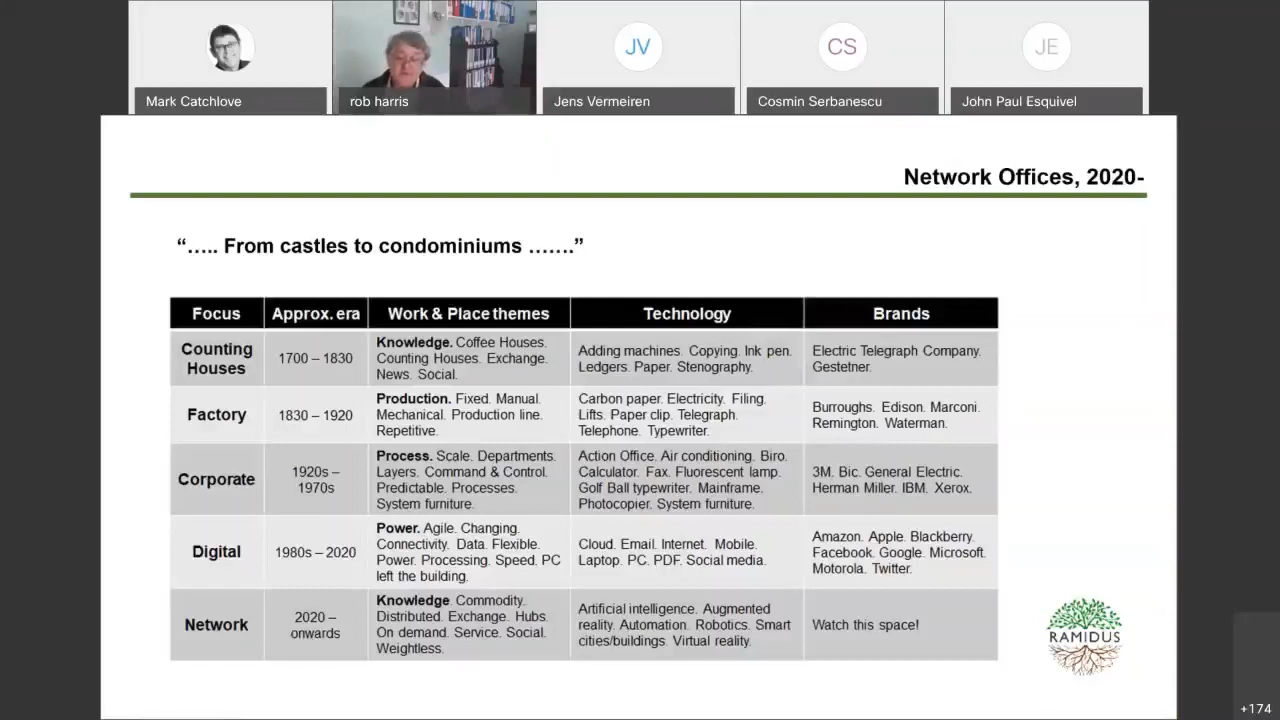 JV
CS
JE
Mark Catchlove
rob harris
Jens Vermeiren
Cosmin Serbanescu
John Paul Esquivel
Network Offices, 2020-
“..... From castles to condominiums .......”
Focus
Approx. era
Work & Place themes
Technology
Brands
Counting
Houses
1700 – 1830
Knowledge. Coffee Houses.
Counting Houses. Exchange.
News. Social.
Adding machines. Copying. Ink pen.
Ledgers. Paper. Stenography.
Electric Telegraph Company.
Gestetner.
Factory
1830 – 1920
Production. Fixed. Manual.
Mechanical. Production line.
Repetitive.
Carbon paper. Electricity. Filing.
Lifts. Paper clip. Telegraph.
Telephone. Typewriter.
Burroughs. Edison. Marconi.
Remington. Waterman.
Corporate
1920s –
1970s
Process. Scale. Departments.
Layers. Command & Control.
Predictable. Processes.
System furniture.
Action Office. Air conditioning. Biro.
Calculator. Fax. Fluorescent lamp.
Golf Ball typewriter. Mainframe.
Photocopier. System furniture.
3M. Bic. General Electric.
Herman Miller. IBM. Xerox.
Digital
1980s – 2020
Power. Agile. Changing.
Connectivity. Data. Flexible.
Power. Processing. Speed. PC
left the building.
Cloud. Email. Internet. Mobile.
Laptop. PC. PDF. Social media.
Amazon. Apple. Blackberry.
Facebook. Google. Microsoft.
Motorola. Twitter.
Network
2020 –
onwards
Knowledge. Commodity.
Distributed. Exchange. Hubs.
On demand. Service. Social.
Weightless.
Artificial intelligence. Augmented
reality. Automation. Robotics. Smart
cities/buildings. Virtual reality.
Watch this space!
RAMIDUS
+174